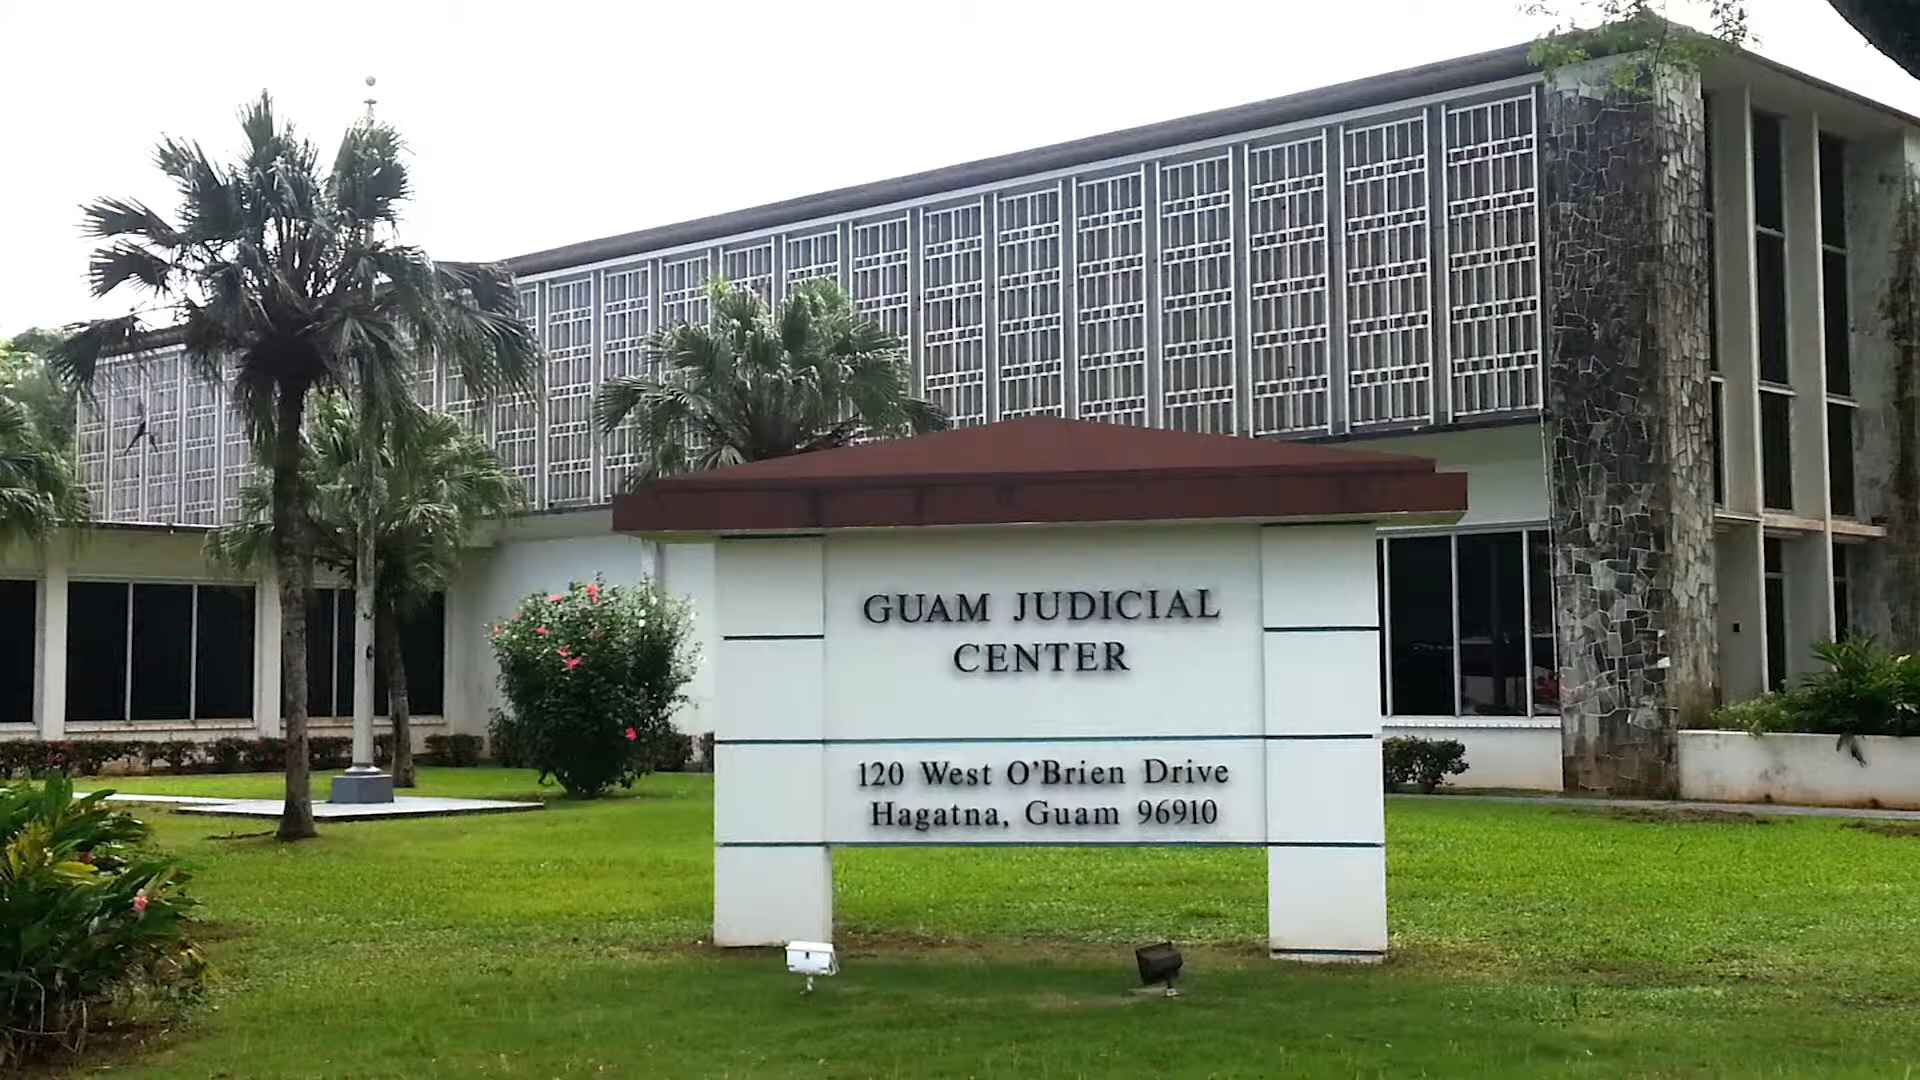 GUAM JUDICIAL
CENTER
120 West O'Brien Drive
Hagatna, Guam 96910